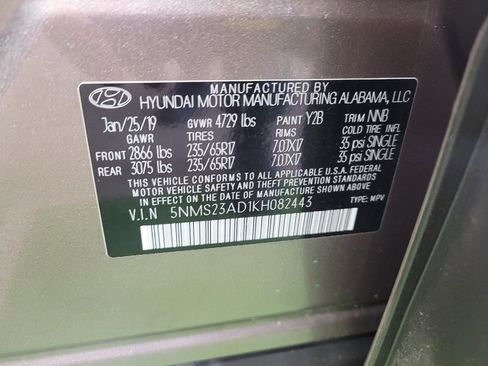 MANUFACTURED BY
HYUNDAI MOTOR MANUFACTURING ALABAMA, LLC
Jan/25/19 GVWR 4729 lbs PAINT Y2B TRIM NNB
GAWR TIRES RIMS COLD TIRE INFL
FRONT 2866 lbs 235/65R17 7.0JX17 35 psi SINGLE
REAR 3075 lbs 235/65R17 7.0JX17 35 psi SINGLE
THIS VEHICLE CONFORMS TO ALL APPLICABLE U.S.A FEDERAL
MOTOR VEHICLE SAFETY AND THEFT PREVENTION STANDARDS
IN EFFECT ON THE DATE OF MANUFACTURE SHOWN ABOVE.
V.I.N 5NMS23AD1KH082443
TYPE: MPV